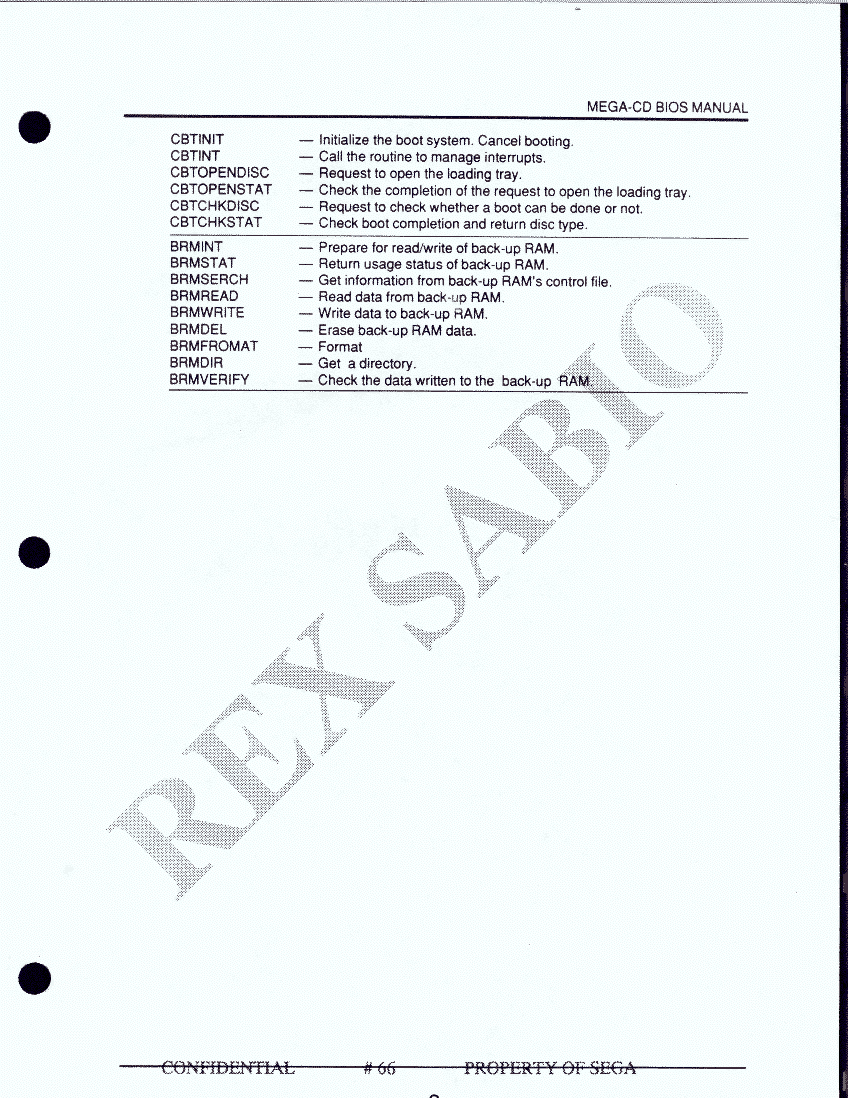 MEGA-CD BIOS MANUAL
CBTINIT — Initialize the boot system. Cancel booting.
CBTINT — Call the routine to manage interrupts.
CBTOPENDISC — Request to open the loading tray.
CBTOPENSTAT — Check the completion of the request to open the loading tray.
CBTCHKDISC — Request to check whether a boot can be done or not.
CBTCHKSTAT — Check boot completion and return disc type.
BRMINT — Prepare for read/write of back-up RAM.
BRMSTAT — Return usage status of back-up RAM.
BRMSERCH — Get information from back-up RAM's control file.
BRMREAD — Read data from back-up RAM.
BRMWRITE — Write data to back-up RAM.
BRMDEL — Erase back-up RAM data.
BRMFROMAT — Format
BRMDIR — Get a directory.
BRMVERIFY — Check the data written to the back-up RAM.
REX SABIO
CONFIDENTIAL # 66 PROPERTY OF SEGA